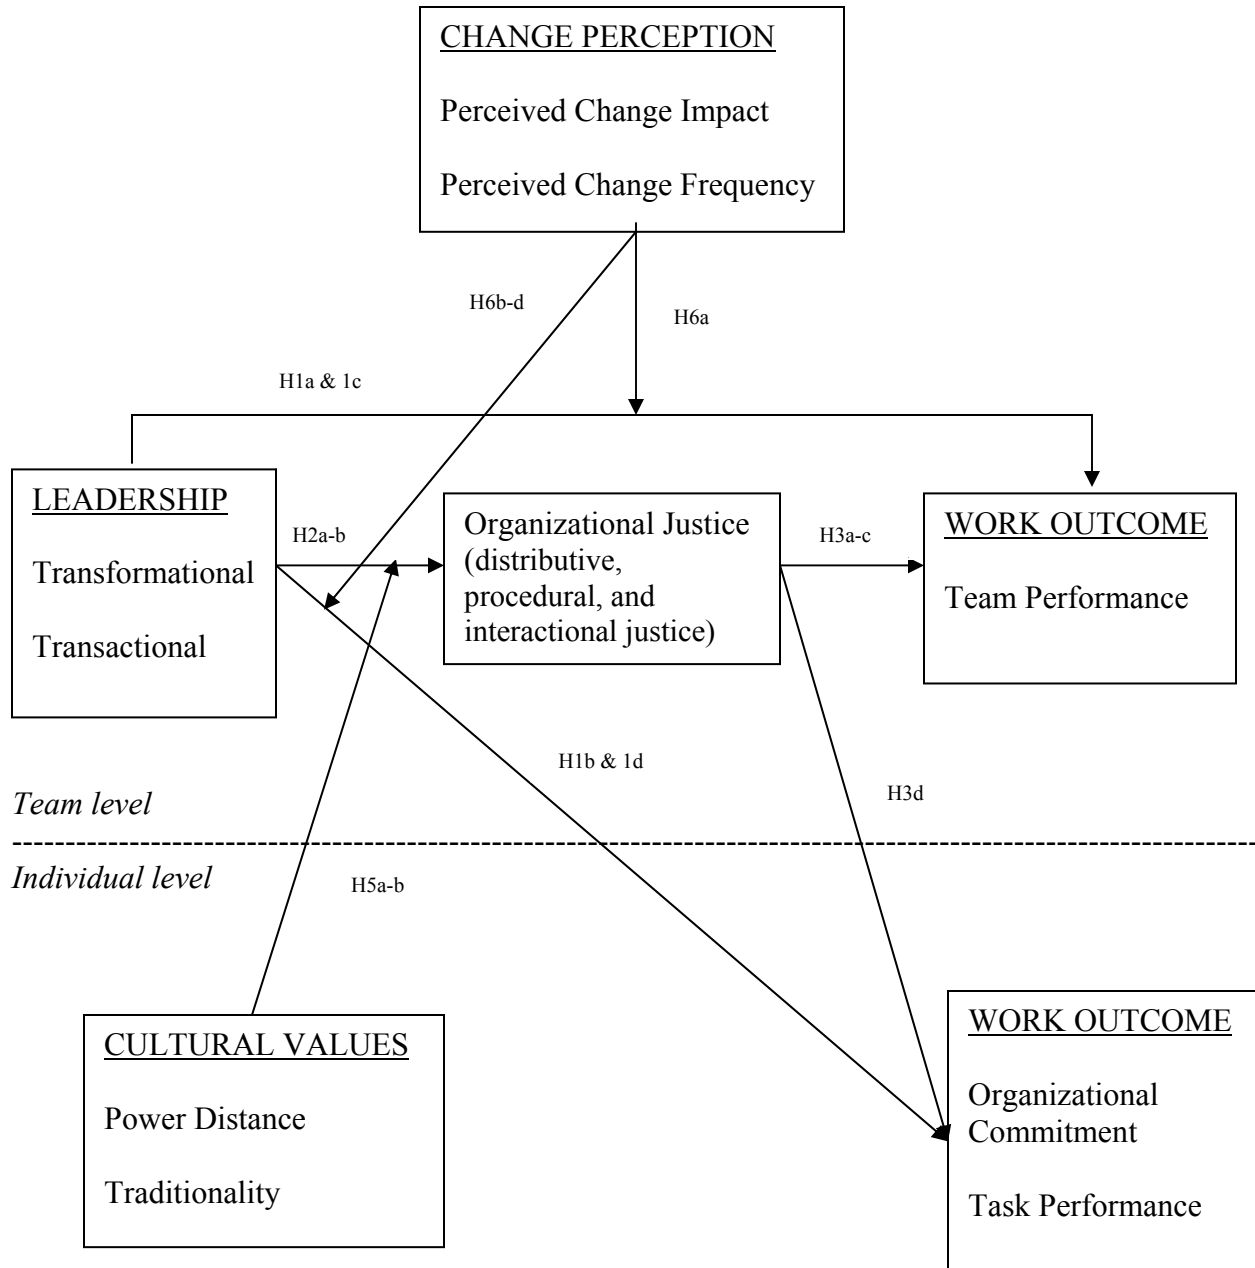 CHANGE PERCEPTION
Perceived Change Impact
Perceived Change Frequency
H6b-d
H6a
H1a & 1c
LEADERSHIP
Transformational
Transactional
H2a-b
Organizational Justice
(distributive,
procedural, and
interactional justice)
H3a-c
WORK OUTCOME
Team Performance
H1b & 1d
H3d
Team level
Individual level
H5a-b
CULTURAL VALUES
Power Distance
Traditionality
WORK OUTCOME
Organizational
Commitment
Task Performance